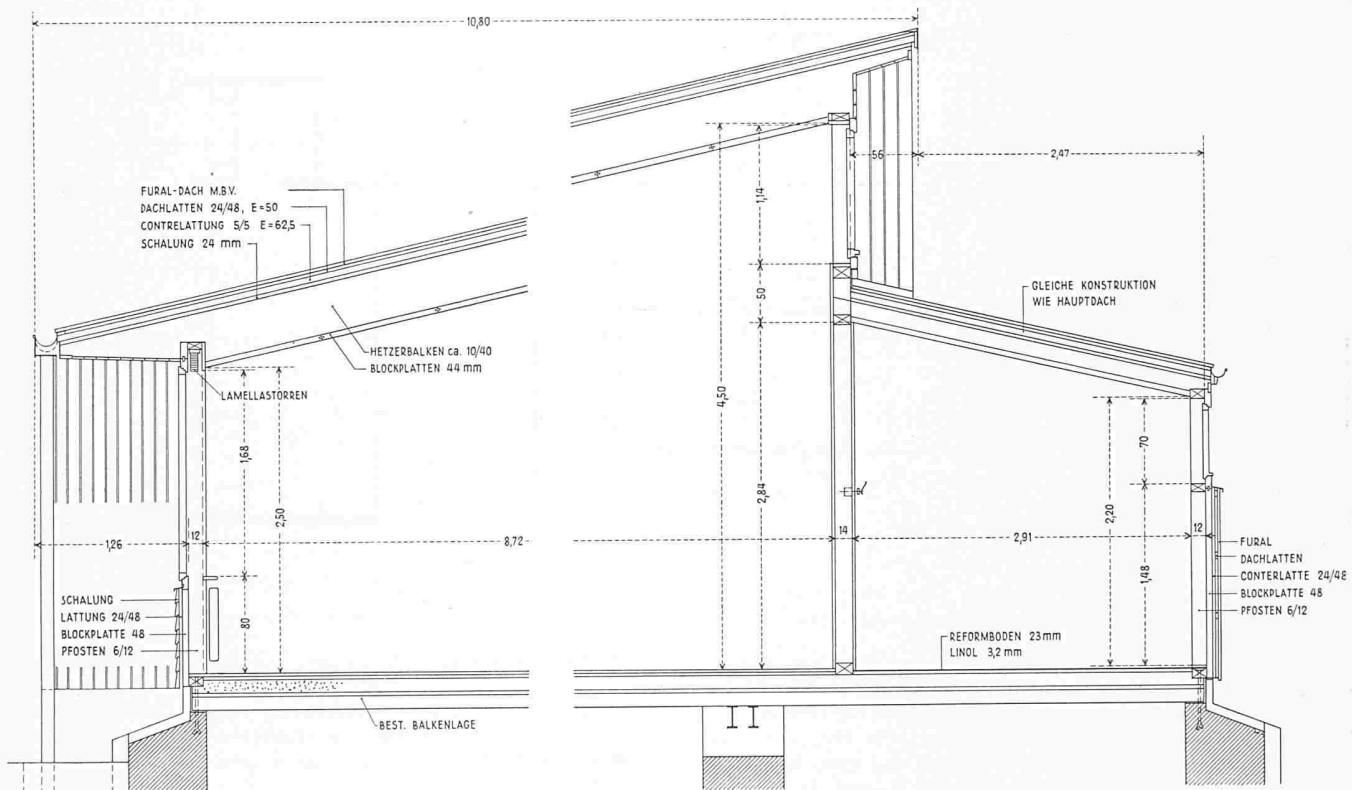 10,80
56
2,47
FURAL-DACH M.B.V.
DACHLATTEN 24/48, E=50
CONTRELATTUNG 5/5 E=62,5
SCHALUNG 24 mm
1,14
GLEICHE KONSTRUKTION
WIE HAUPTDACH
50
HETZERBALKEN ca. 10/40
BLOCKPLATTEN 44 mm
LAMELLASTORREN
4,50
1,68
2,50
2,84
2,20
70
1,26
12
8,72
14
2,91
12
1,48
80
SCHALUNG
LATTUNG 24/48
BLOCKPLATTE 48
PFOSTEN 6/12
FURAL
DACHLATTEN
CONTERLATTE 24/48
BLOCKPLATTE 48
PFOSTEN 6/12
REFORMBODEN 23mm
LINOL 3,2 mm
BEST. BALKENLAGE